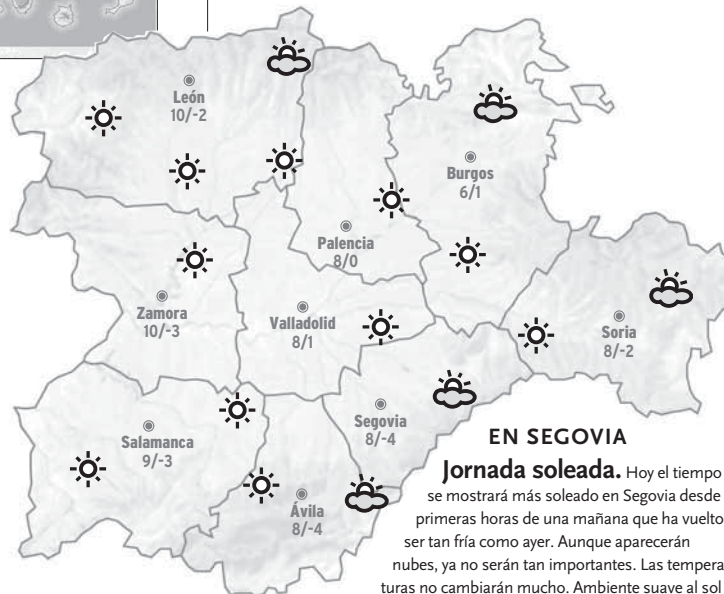 León
10/-2
Burgos
6/1
Palencia
8/0
Zamora
10/-3
Valladolid
8/1
Soria
8/-2
Salamanca
9/-3
Segovia
8/-4
Ávila
8/-4
EN SEGOVIA
Jornada soleada. Hoy el tiempo
se mostrará más soleado en Segovia desde
primeras horas de una mañana que ha vuelto
ser tan fría como ayer. Aunque aparecerán
nubes, ya no serán tan importantes. Las tempera
turas no cambiarán mucho. Ambiente suave al sol